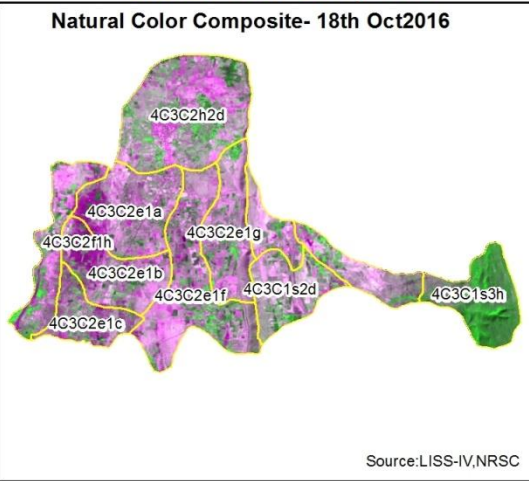 Natural Color Composite- 18th Oct2016
4C3C2h2d
4C3C2e1a
4C3C2e1g
4C3C2f1h
4C3C2e1b
4C3C2e1f
4C3C1s2d
4C3C1s3h
4C3C2e1c
Source:LISS-IV,NRSC